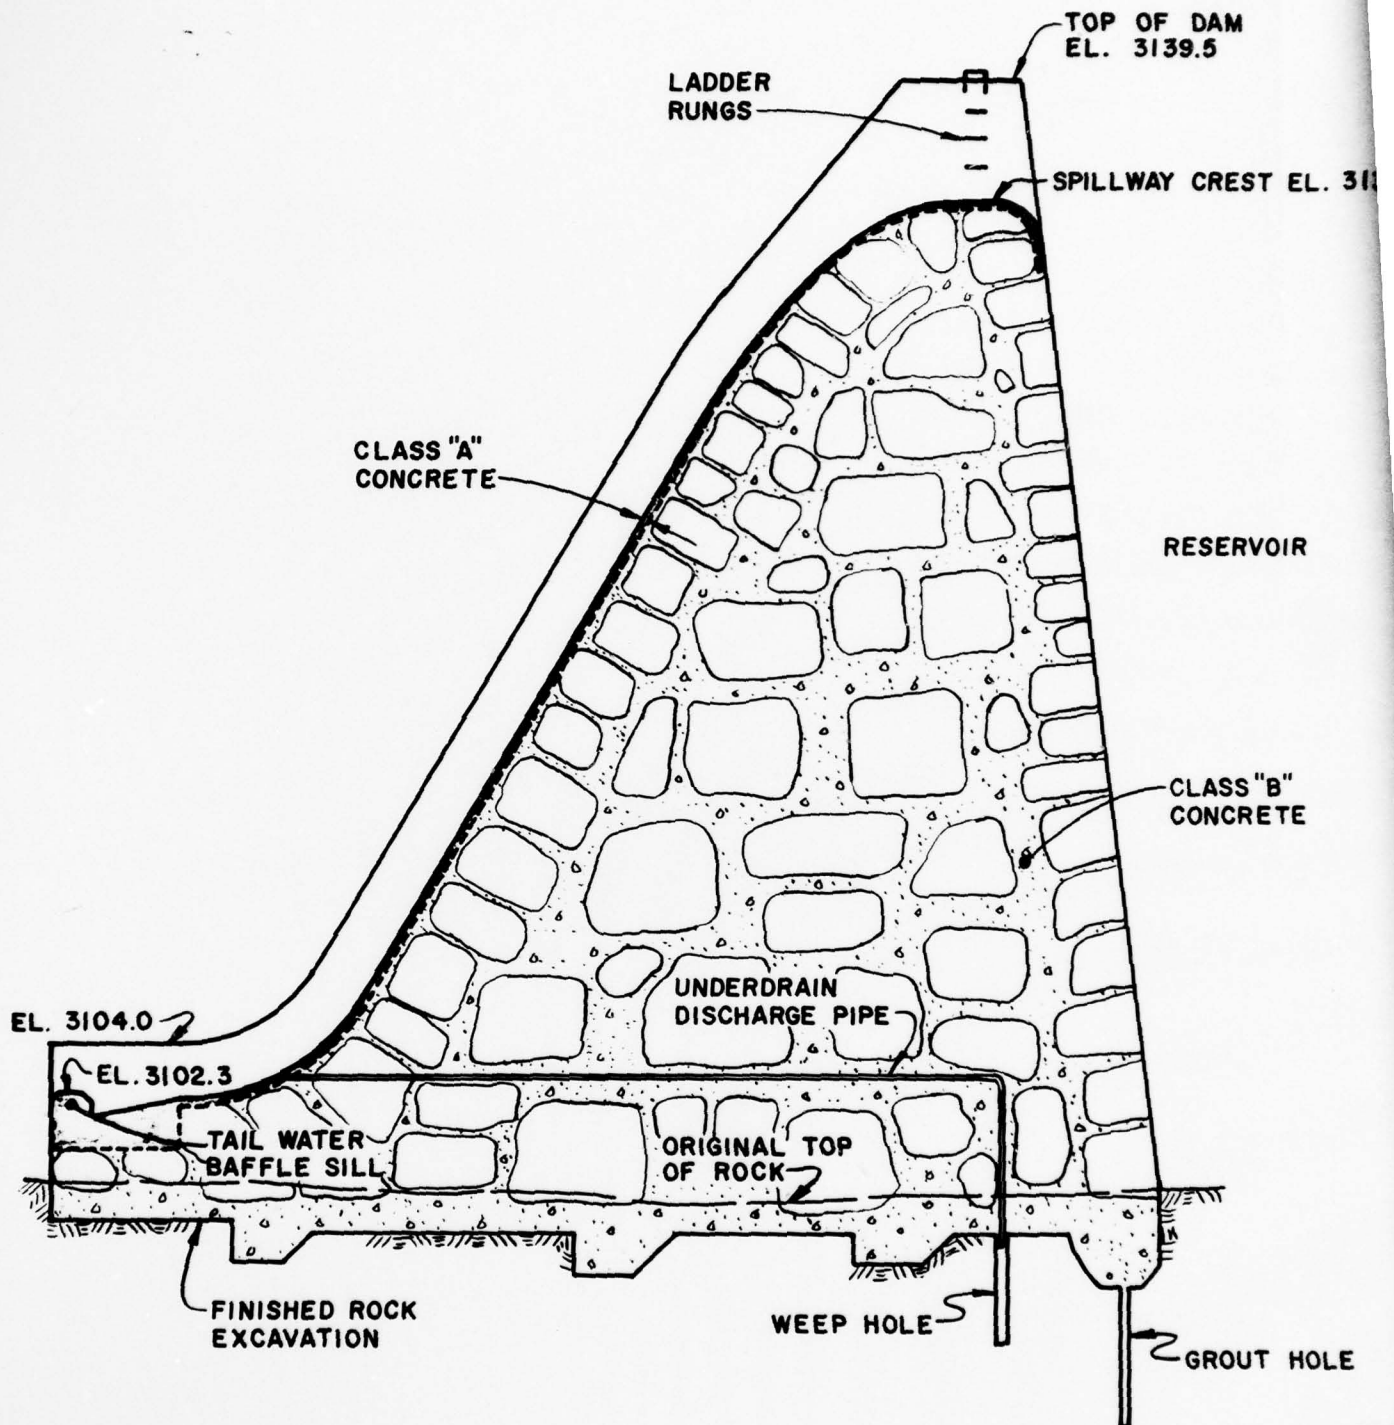 TOP OF DAM
EL. 3139.5
LADDER
RUNGS
SPILLWAY CREST EL.
CLASS "A"
CONCRETE
RESERVOIR
CLASS "B"
CONCRETE
UNDERDRAIN
DISCHARGE PIPE
EL. 3104.0
EL. 3102.3
TAIL WATER
BAFFLE SILL
ORIGINAL TOP
OF ROCK
FINISHED ROCK
EXCAVATION
WEEP HOLE
GROUT HOLE